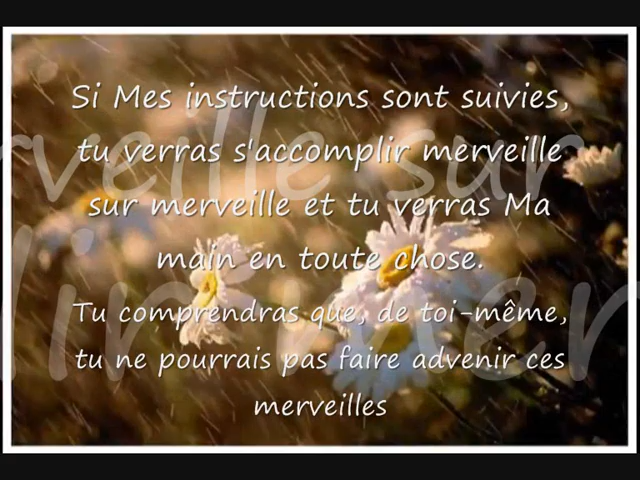 Si Mes instructions sont suivies,
tu verras s'accomplir merveille
sur merveille et tu verras Ma
main en toute chose.
Tu comprendras que, de toi-même,
tu ne pourrais pas faire advenir ces
merveilles